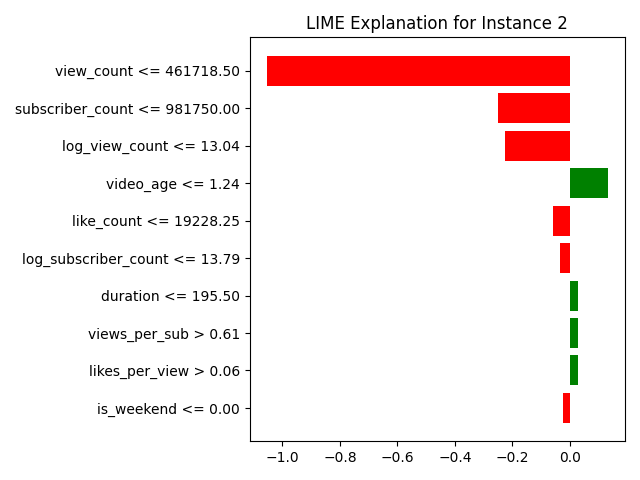 LIME Explanation for Instance 2
view_count <= 461718.50
subscriber_count <= 981750.00
log_view_count <= 13.04
video_age <= 1.24
like_count <= 19228.25
log_subscriber_count <= 13.79
duration <= 195.50
views_per_sub > 0.61
likes_per_view > 0.06
is_weekend <= 0.00
−1.0 −0.8 −0.6 −0.4 −0.2 0.0